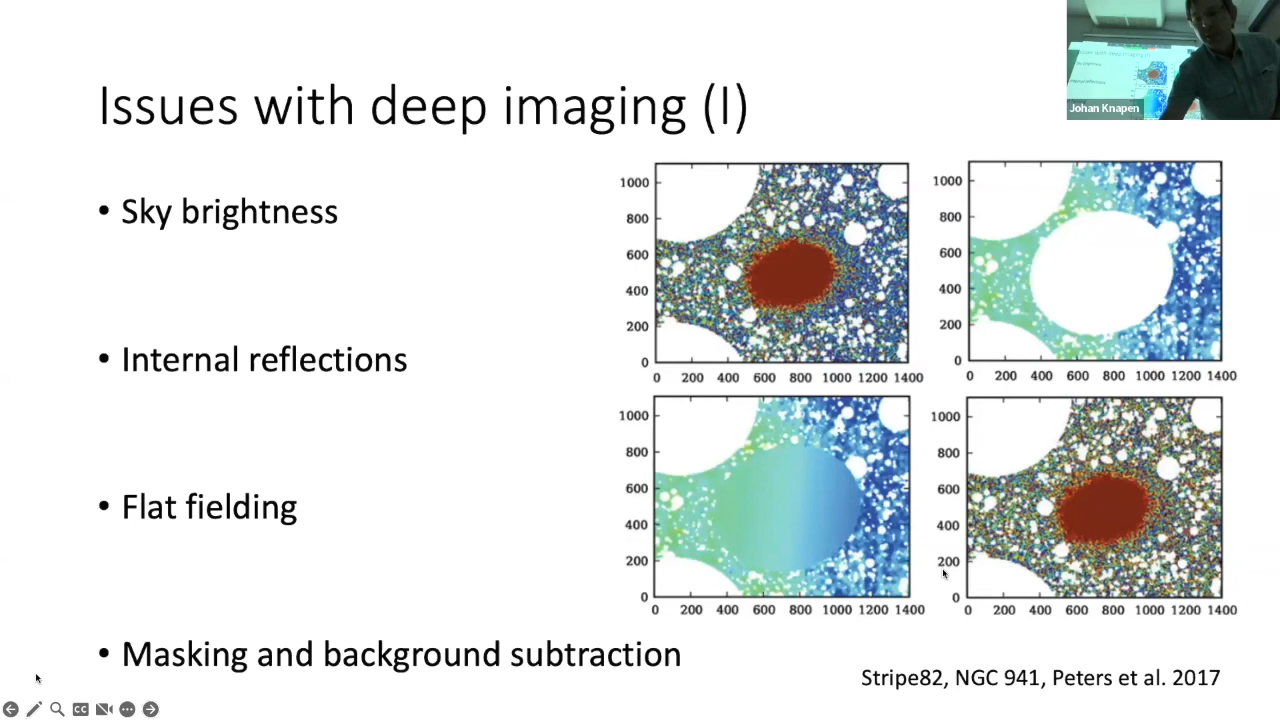 Issues with deep imaging (I)
Johan Knapen
• Sky brightness
• Internal reflections
• Flat fielding
• Masking and background subtraction
1000
800
600
400
200
0
0 200 400 600 800 1000 1200 1400
1000
800
600
400
200
0
0 200 400 600 800 1000 1200 1400
1000
800
600
400
200
0
0 200 400 600 800 1000 1200 1400
1000
800
600
400
200
0
0 200 400 600 800 1000 1200 1400
Stripe82, NGC 941, Peters et al. 2017
CC